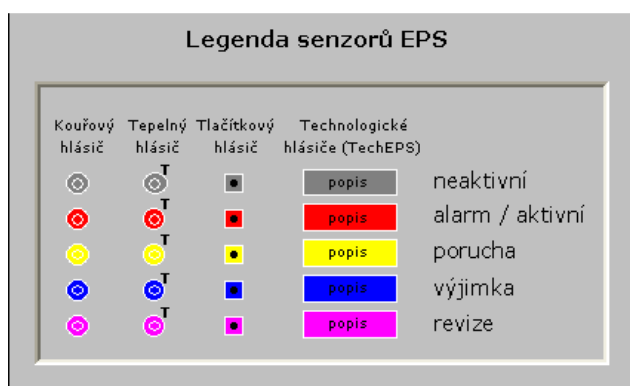 Legenda senzorů EPS
Kouřový Tepelný Tlačítkový Technologické
hlásič hlásič hlásič hlásiče (TechEPS)
T popis neaktivní
T popis alarm / aktivní
T popis porucha
T popis výjimka
T popis revize